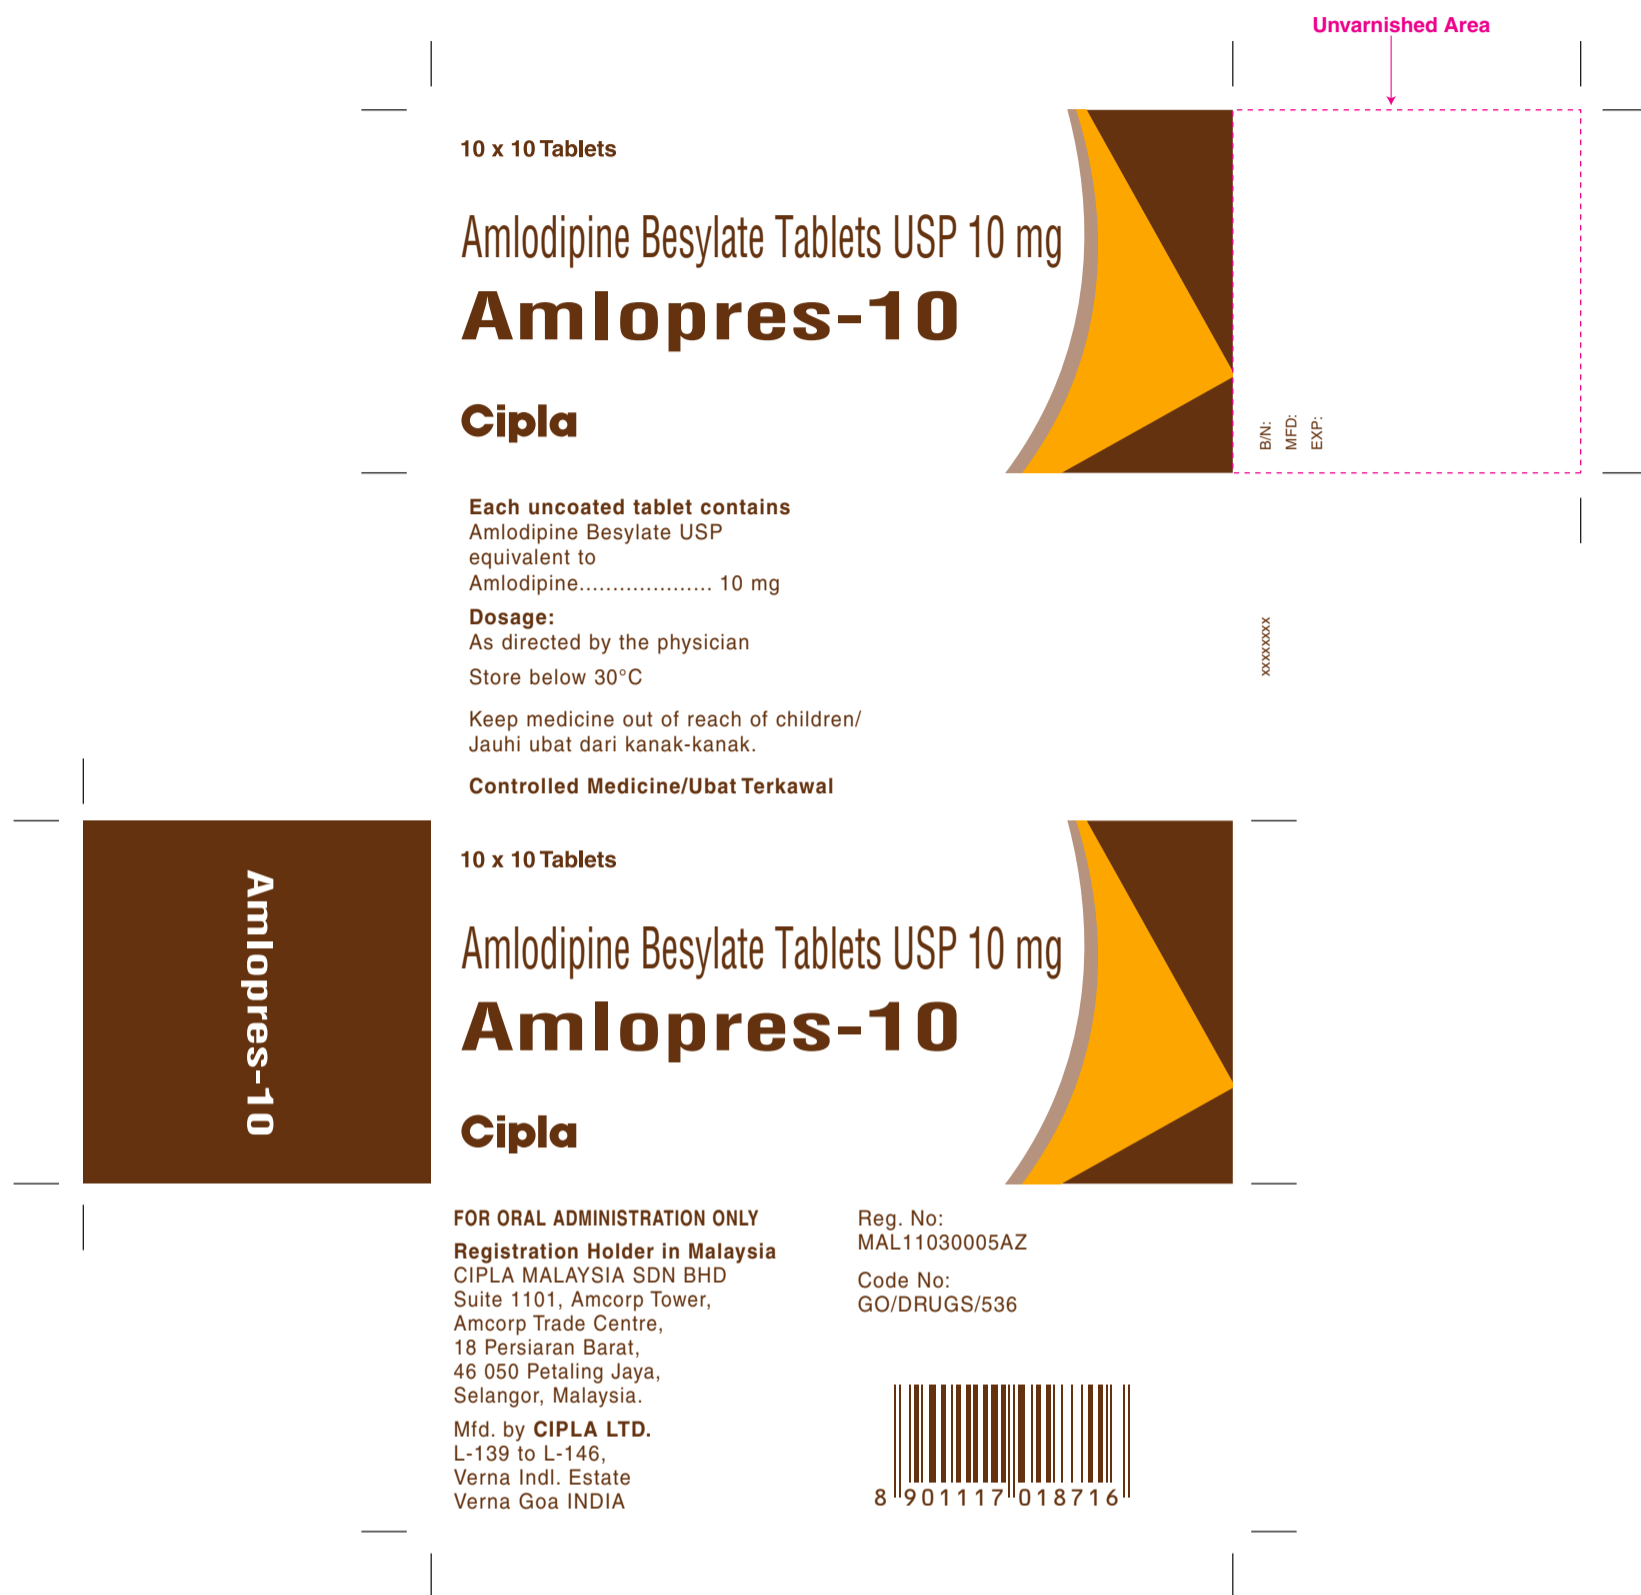 Unvarnished Area
10 x 10 Tablets
Amlodipine Besylate Tablets USP 10 mg
Amlopres-10
Cipla
B/N:
MFD:
EXP:
Each uncoated tablet contains
Amlodipine Besylate USP
equivalent to
Amlodipine.................... 10 mg
Dosage:
As directed by the physician
Store below 30°C
Keep medicine out of reach of children/
Jauhi ubat dari kanak-kanak.
Controlled Medicine/Ubat Terkawal
xxxxxxxxx
Amlopres-10
10 x 10 Tablets
Amlodipine Besylate Tablets USP 10 mg
Amlopres-10
Cipla
FOR ORAL ADMINISTRATION ONLY
Registration Holder in Malaysia
CIPLA MALAYSIA SDN BHD
Suite 1101, Amcorp Tower,
Amcorp Trade Centre,
18 Persiaran Barat,
46 050 Petaling Jaya,
Selangor, Malaysia.
Mfd. by CIPLA LTD.
L-139 to L-146,
Verna Indl. Estate
Verna Goa INDIA
Reg. No:
MAL11030005AZ
Code No:
GO/DRUGS/536
8 901117 018716